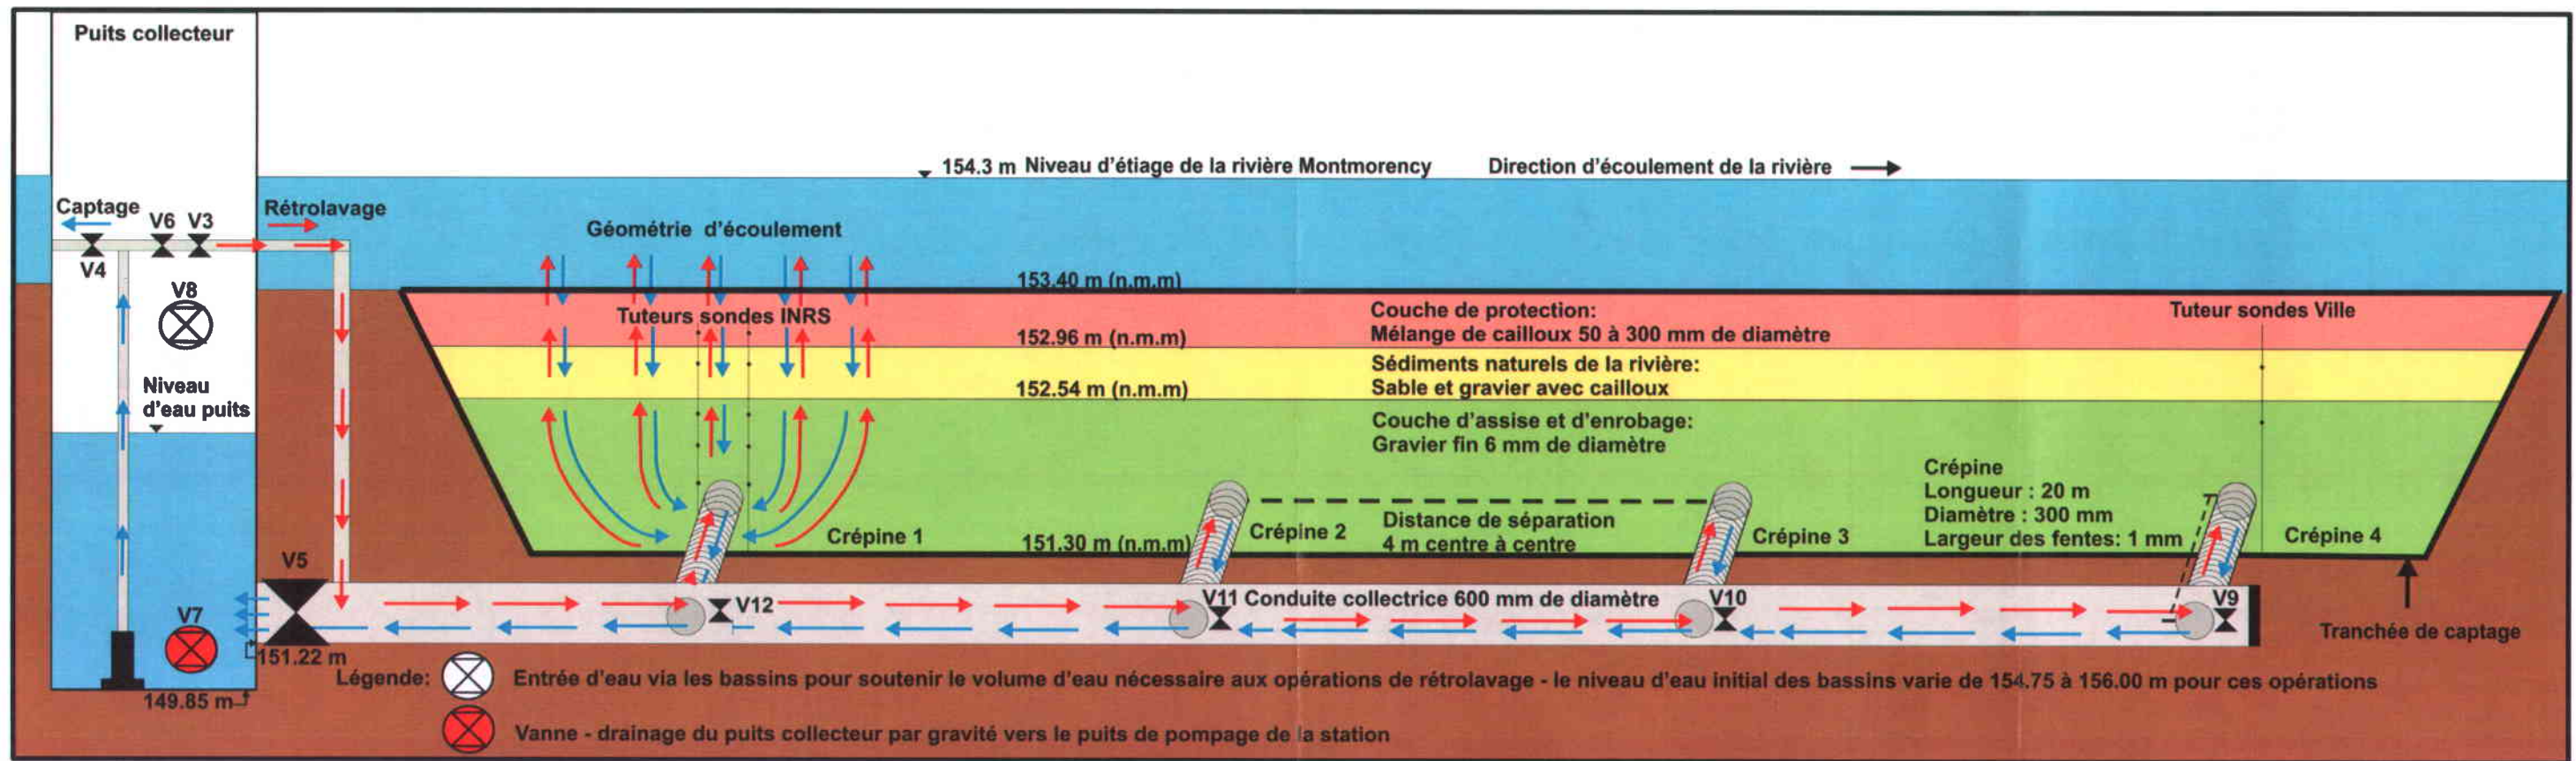 Puits collecteur
154.3 m Niveau d'étiage de la rivière Montmorency
Direction d'écoulement de la rivière
Captage
V6
V3
Rétrolavage
V4
Géométrie d'écoulement
V8
153.40 m (n.m.m)
Tuteurs sondes INRS
Couche de protection:
Mélange de cailloux 50 à 300 mm de diamètre
Tuteur sondes Ville
152.96 m (n.m.m)
Sédiments naturels de la rivière:
Sable et gravier avec cailloux
152.54 m (n.m.m)
Niveau
d'eau puits
Couche d'assise et d'enrobage:
Gravier fin 6 mm de diamètre
Crépine
Longueur : 20 m
Diamètre : 300 mm
Largeur des fentes: 1 mm
Crépine 1
151.30 m (n.m.m)
Crépine 2
Distance de séparation
4 m centre à centre
Crépine 3
Crépine 4
V5
V12
V11 Conduite collectrice 600 mm de diamètre
V10
V9
V7
Tranchée de captage
151.22 m
149.85 m
Légende:
Entrée d'eau via les bassins pour soutenir le volume d'eau nécessaire aux opérations de rétrolavage - le niveau d'eau initial des bassins varie de 154.75 à 156.00 m pour ces opérations
Vanne - drainage du puits collecteur par gravité vers le puits de pompage de la station